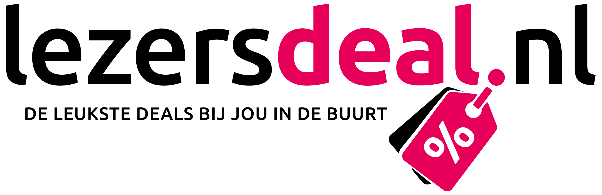 lezersdeal.nl
DE LEUKSTE DEALS BIJ JOU IN DE BUURT
%